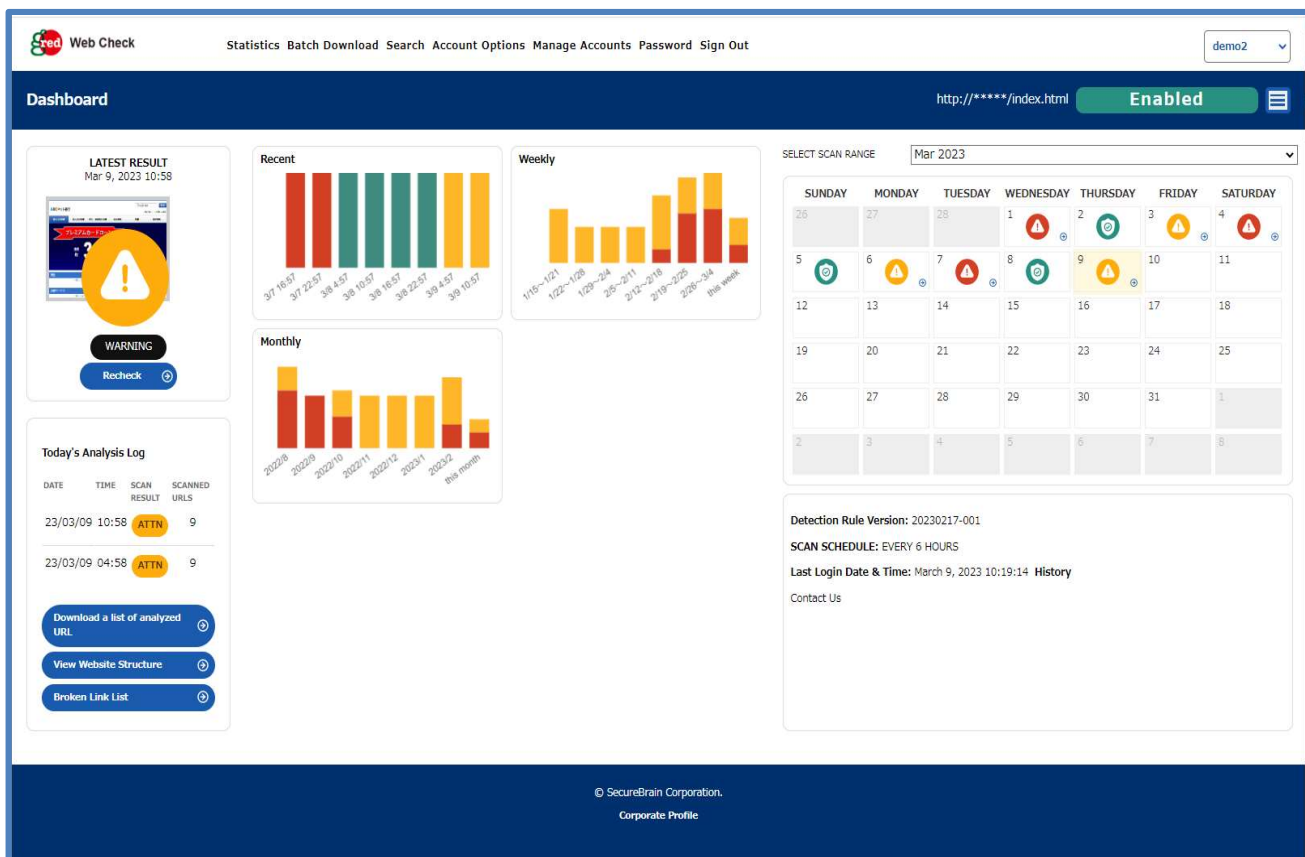 gred Web Check
Statistics Batch Download Search Account Options Manage Accounts Password Sign Out
demo2
Dashboard
http://*****/index.html
Enabled
LATEST RESULT
Mar 9, 2023 10:58
WARNING
Recheck
Today's Analysis Log
DATE TIME SCAN RESULT SCANNED URLS
23/03/09 10:58 ATTN 9
23/03/09 04:58 ATTN 9
Download a list of analyzed
URL
View Website Structure
Broken Link List
Recent
3/7 16:57 3/7 22:57 3/8 4:57 3/8 10:57 3/8 16:57 3/8 22:57 3/9 4:57 3/9 10:57
Weekly
1/15~1/21 1/22~1/28 1/29~2/4 2/5~2/11 2/12~2/18 2/19~2/25 2/26~3/4 this week
Monthly
2022/8 2022/9 2022/10 2022/11 2022/12 2023/1 2023/2 this month
SELECT SCAN RANGE
Mar 2023
SUNDAY MONDAY TUESDAY WEDNESDAY THURSDAY FRIDAY SATURDAY
26 27 28 1 2 3 4
5 6 7 8 9 10 11
12 13 14 15 16 17 18
19 20 21 22 23 24 25
26 27 28 29 30 31 1
2 3 4 5 6 7 8
Detection Rule Version: 20230217-001
SCAN SCHEDULE: EVERY 6 HOURS
Last Login Date & Time: March 9, 2023 10:19:14 History
Contact Us
© SecureBrain Corporation.
Corporate Profile